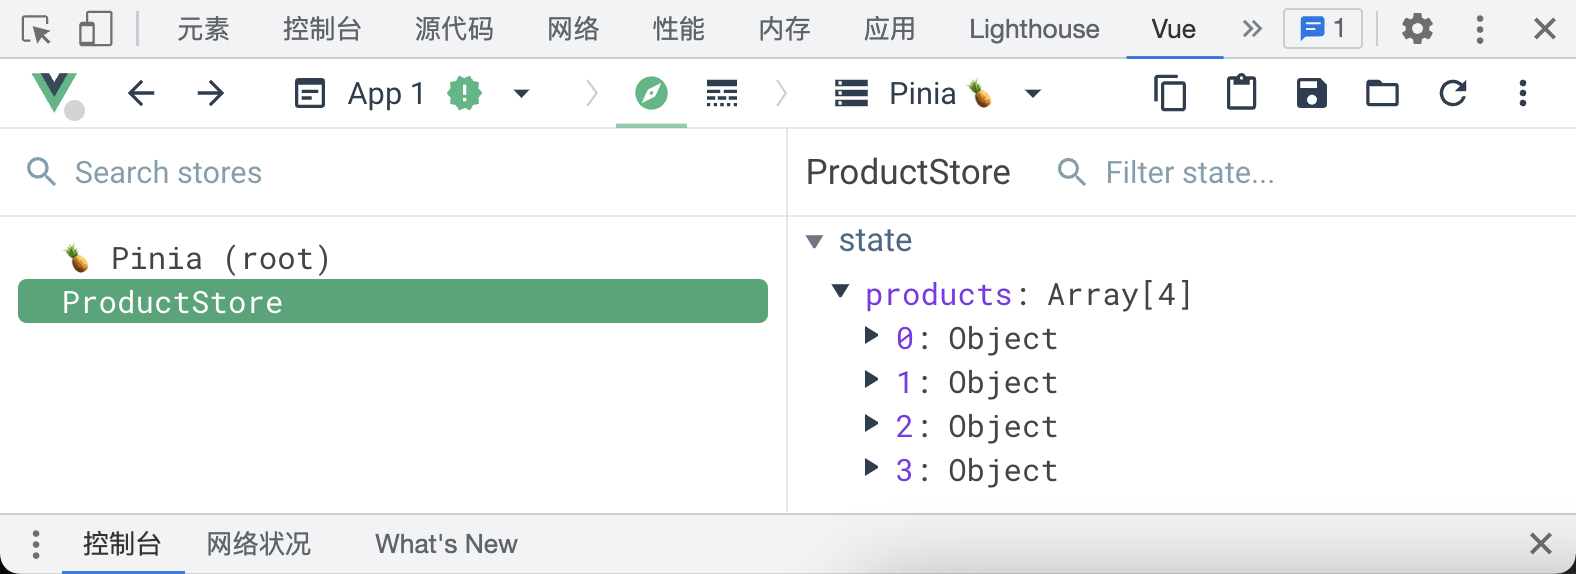 元素 控制台 源代码 网络 性能 内存 应用 Lighthouse Vue 1
App 1 Pinia 🍍
Search stores
🍍 Pinia (root)
ProductStore
ProductStore Filter state...
state
products: Array[4]
0: Object
1: Object
2: Object
3: Object
控制台 网络状况 What's New